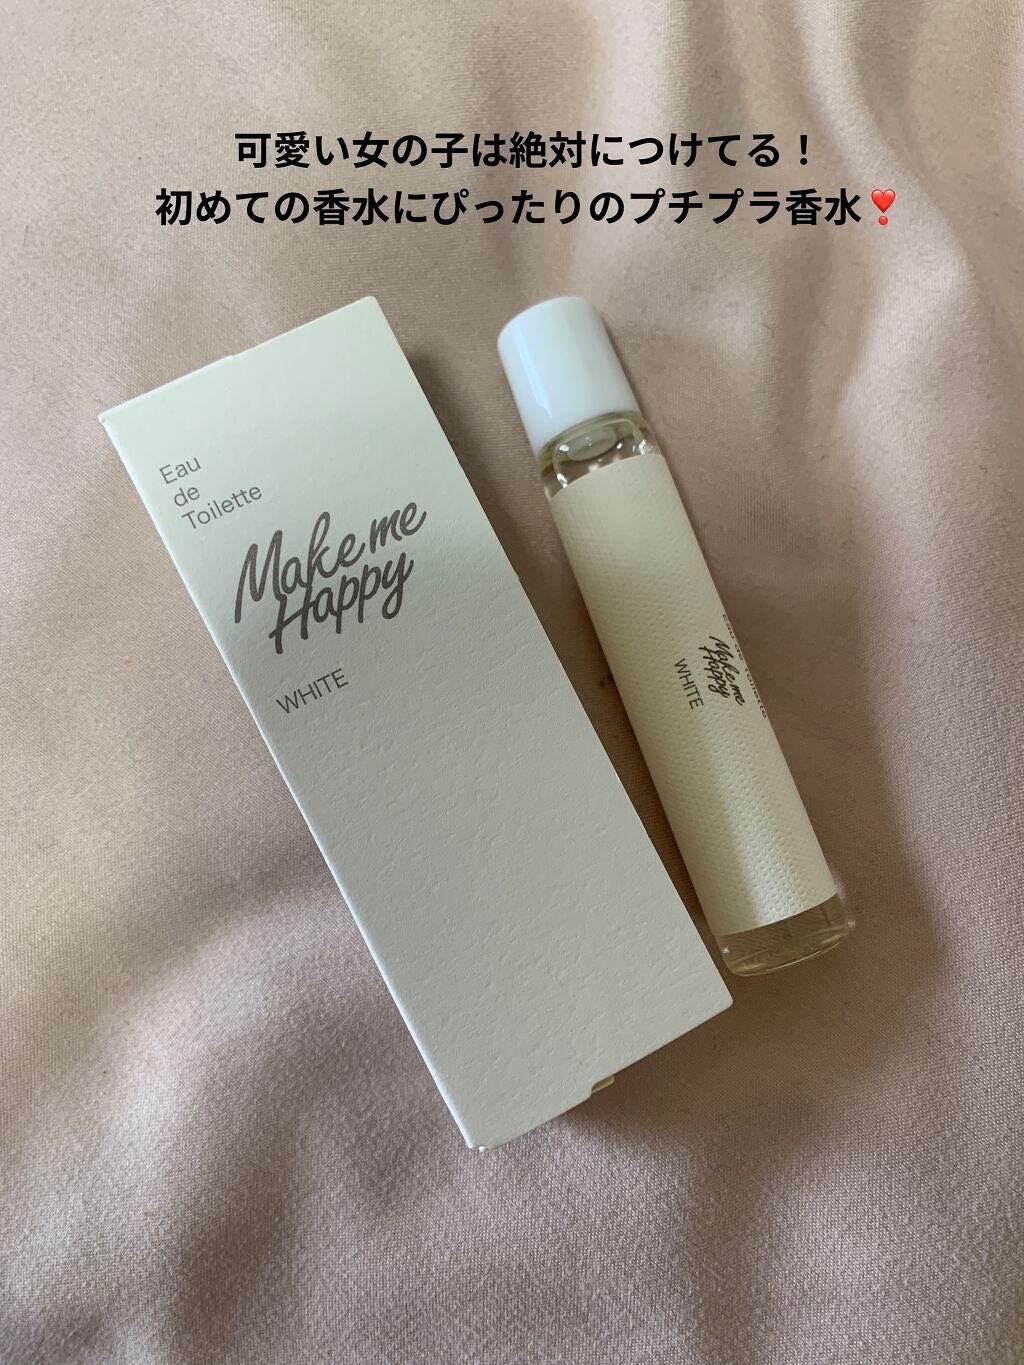 可愛い女の子は絶対につけてる！
初めての香水にぴったりのプチプラ香水❣️
Eau
de
Toilette
Make me
Happy
WHITE
Eau de Toilette
Make me
Happy
WHITE